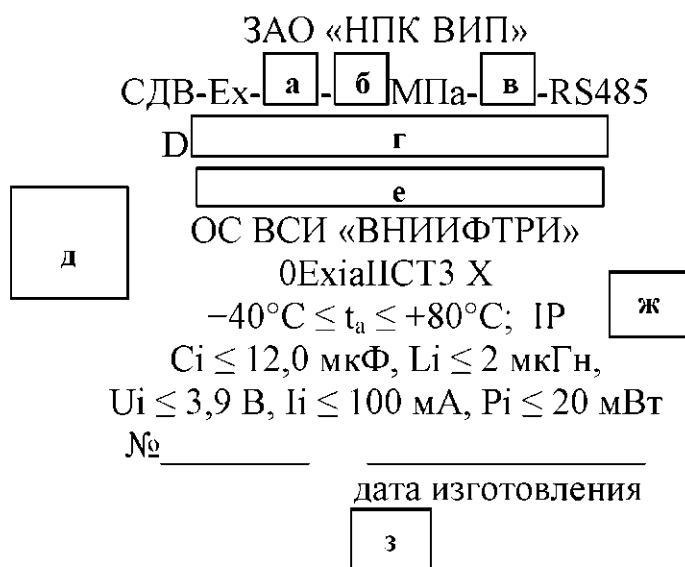 ЗАО «НПК ВИП»
СДВ-Ех- а - б МПа- в -RS485
D г
е
ОС ВСИ «ВНИИФТРИ»
д
0ExiaIICT3 X
−40°С ≤ tₐ ≤ +80°С; IP ж
Ci ≤ 12,0 мкФ, Li ≤ 2 мкГн,
Ui ≤ 3,9 В, Ii ≤ 100 мА, Pi ≤ 20 мВт
№
дата изготовления
з